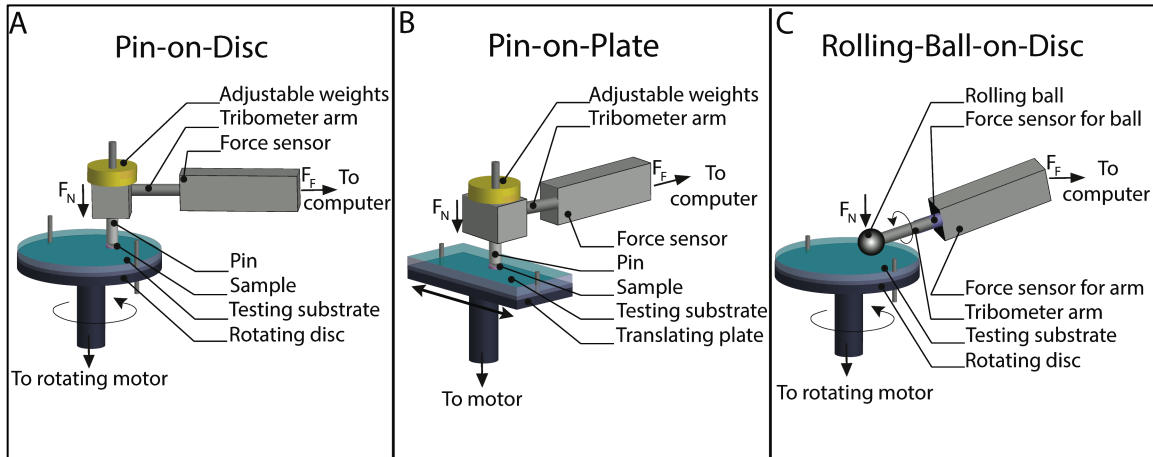 A
Pin-on-Disc
Adjustable weights
Tribometer arm
Force sensor
F_N
F_F
To
computer
Pin
Sample
Testing substrate
Rotating disc
To rotating motor
B
Pin-on-Plate
Adjustable weights
Tribometer arm
F_N
F_F
To
computer
Force sensor
Pin
Sample
Testing substrate
Translating plate
To motor
C
Rolling-Ball-on-Disc
Rolling ball
Force sensor for ball
F_N
F_F
To
computer
Force sensor for arm
Tribometer arm
Testing substrate
Rotating disc
To rotating motor